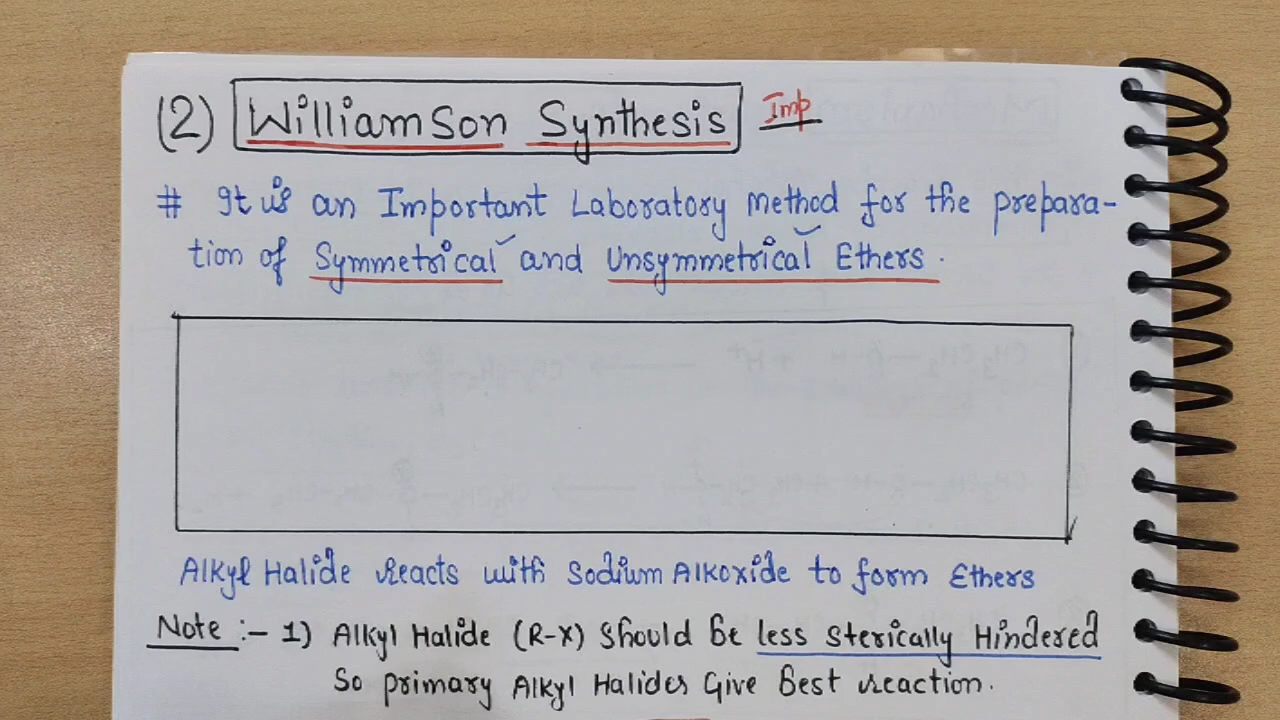 (2) Williamson Synthesis Imp
# It is an Important Laboratory method for the prepara-
tion of Symmetrical and Unsymmetrical Ethers.
Alkyl Halide reacts with Sodium Alkoxide to form Ethers
Note :- 1) Alkyl Halide (R-X) should be less sterically Hindered
So primary Alkyl Halides Give Best reaction.